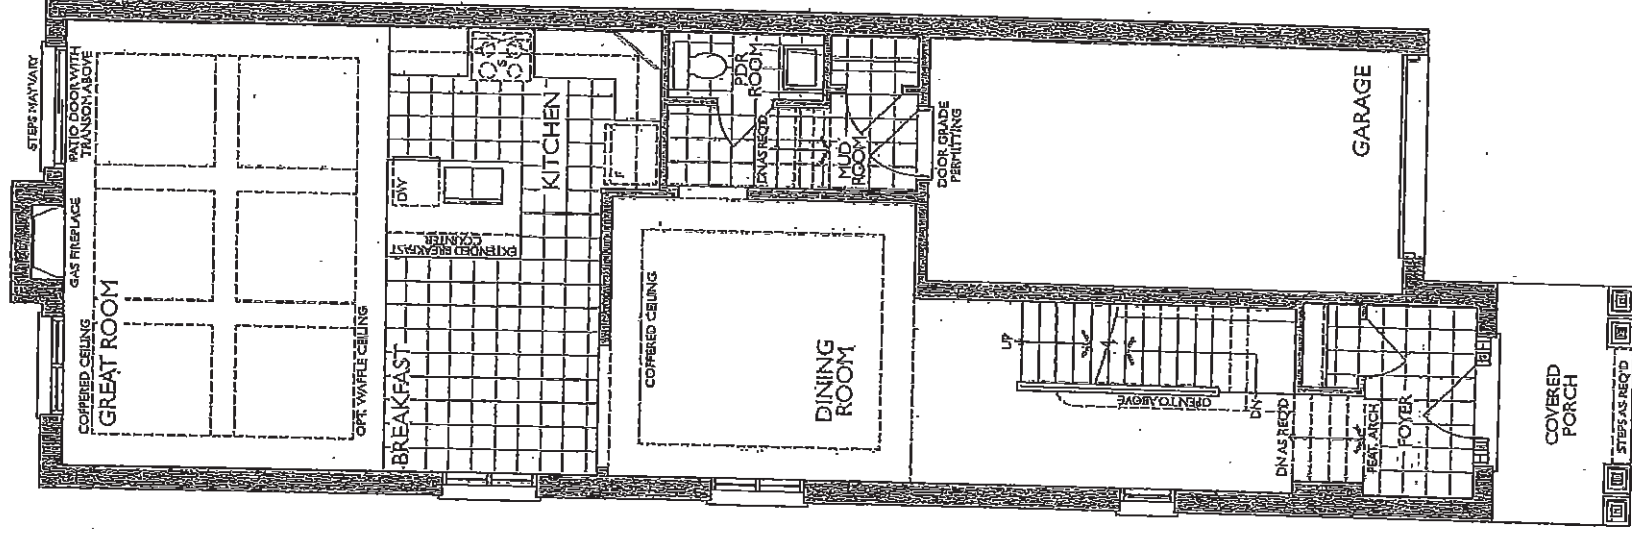 STEPS MAY VARY
PATIO DOOR WITH
TRANSOM ABOVE
GAS FIREPLACE
COFFERED CEILING
GREAT ROOM
OPT. WAFFLE CEILING
BREAKFAST
EXTENDED BREAKFAST
COUNTER
DW
S
KITCHEN
F
COFFERED CEILING
DINING
ROOM
PDR
ROOM
DN AS REQ'D
MUD
ROOM
DOOR GRADE
PERMITTING
GARAGE
UP
OPEN TO ABOVE
DN
DN AS REQ'D
FEAT. ARCH
FOYER
COVERED
PORCH
STEPS AS REQ'D